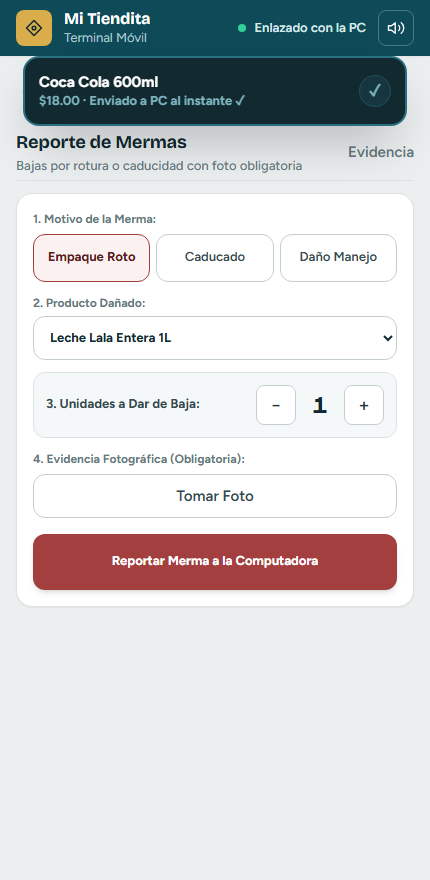 Mi Tiendita
Terminal Móvil
Enlazado con la PC
Coca Cola 600ml
$18.00 · Enviado a PC al instante ✓
✓
Reporte de Mermas
Bajas por rotura o caducidad con foto obligatoria
Evidencia
1. Motivo de la Merma:
Empaque Roto
Caducado
Daño Manejo
2. Producto Dañado:
Leche Lala Entera 1L
3. Unidades a Dar de Baja:
− 1 +
4. Evidencia Fotográfica (Obligatoria):
Tomar Foto
Reportar Merma a la Computadora